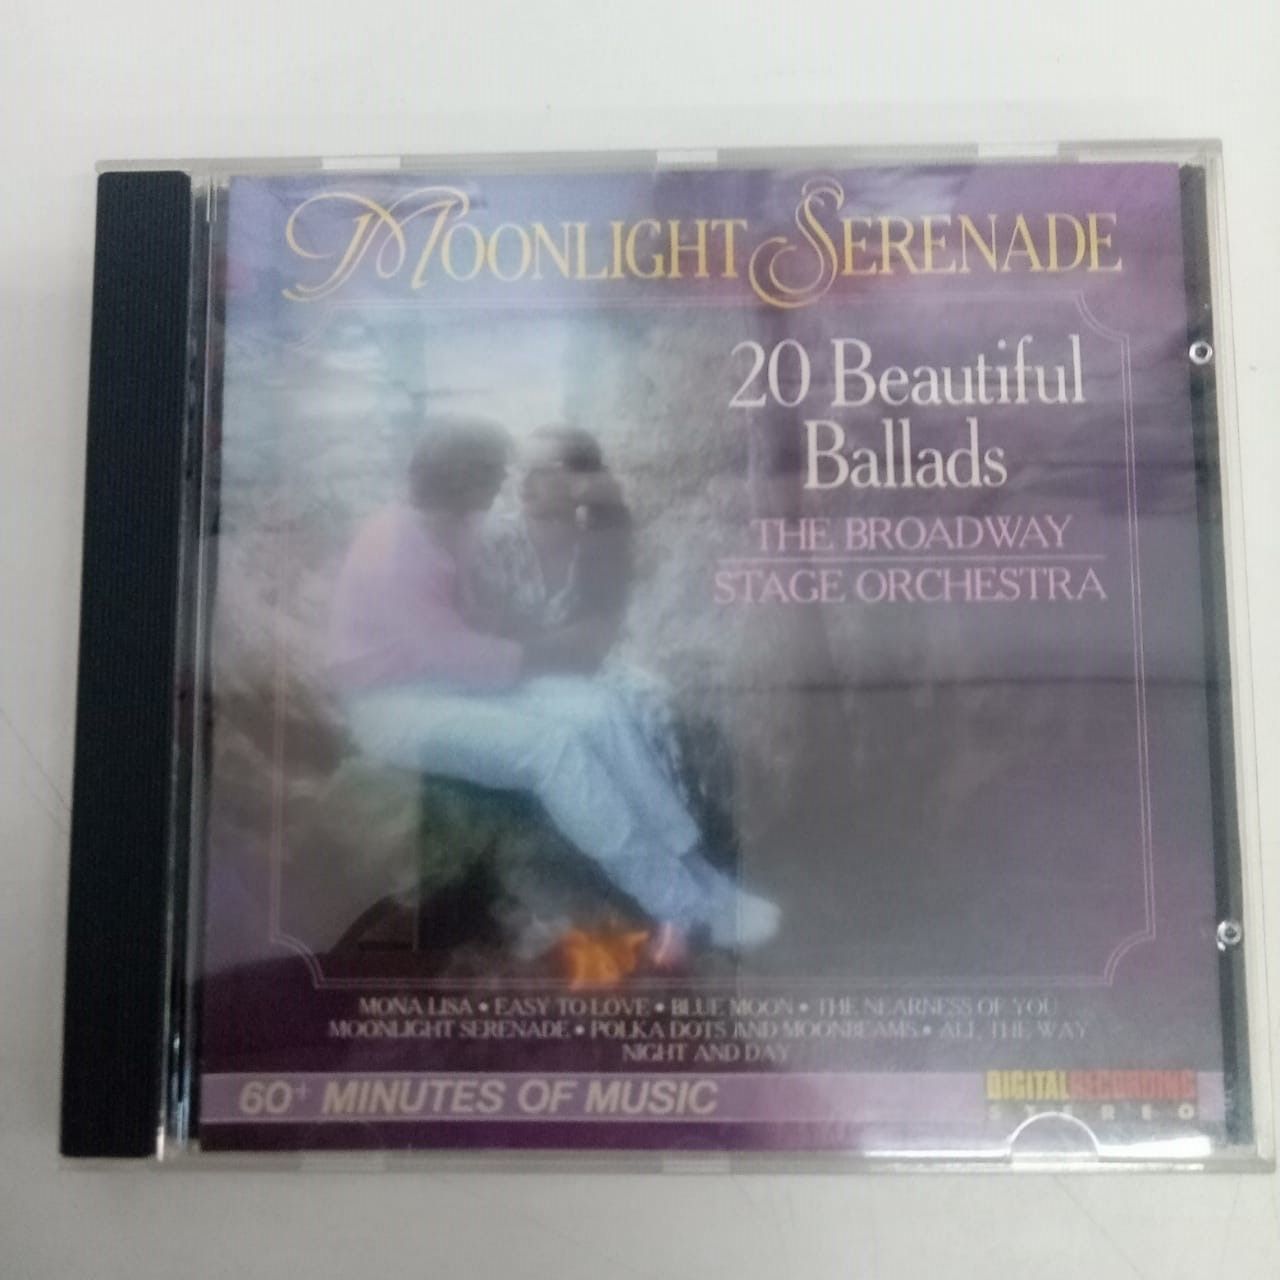 MOONLIGHT SERENADE
20 Beautiful
Ballads
THE BROADWAY
STAGE ORCHESTRA
MONA LISA • EASY TO LOVE • BLUE MOON • THE NEARNESS OF YOU
MOONLIGHT SERENADE • POLKA DOTS AND MOONBEAMS • ALL THE WAY
NIGHT AND DAY
60+ MINUTES OF MUSIC
DIGITAL RECORDING
STEREO